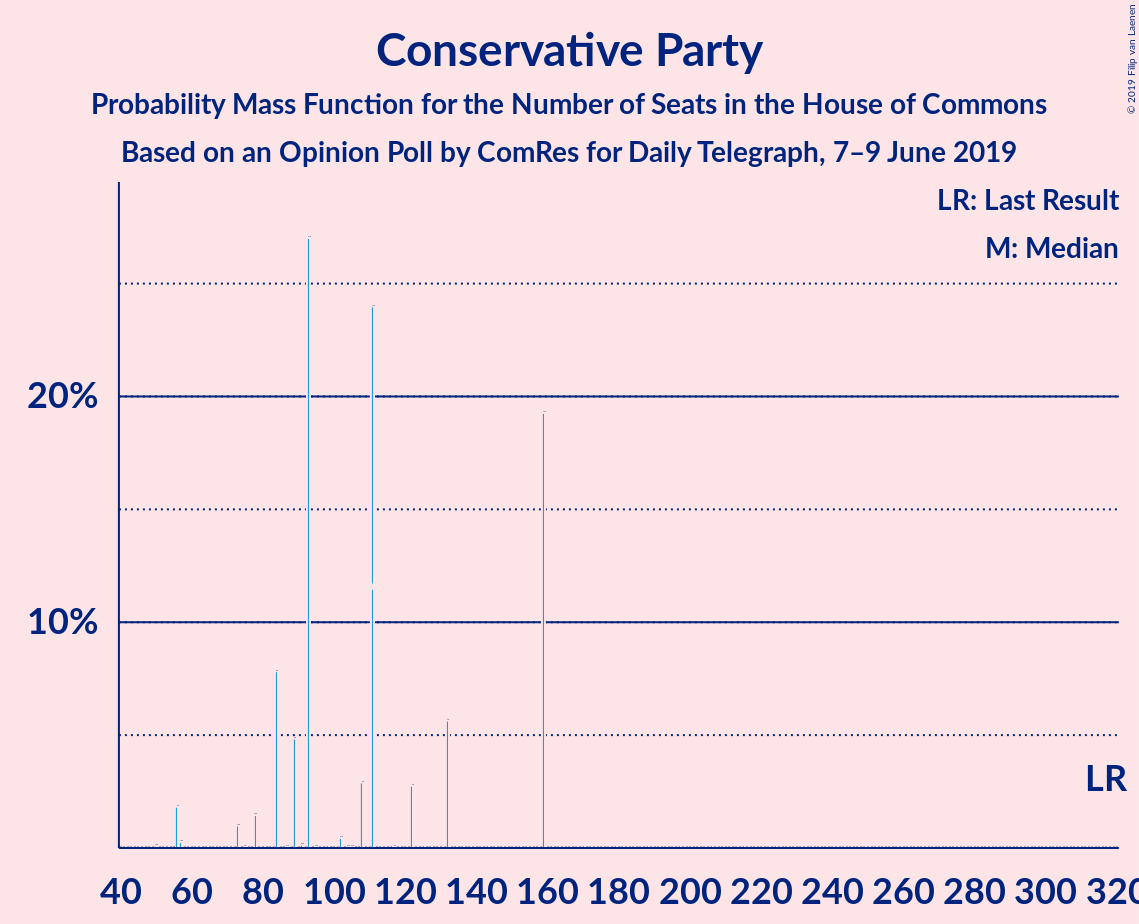 Conservative Party
Probability Mass Function for the Number of Seats in the House of Commons
Based on an Opinion Poll by ComRes for Daily Telegraph, 7–9 June 2019
© 2019 Filip van Laenen
LR: Last Result
M: Median
20%
10%
LR
40 60 80 100 120 140 160 180 200 220 240 260 280 300 320